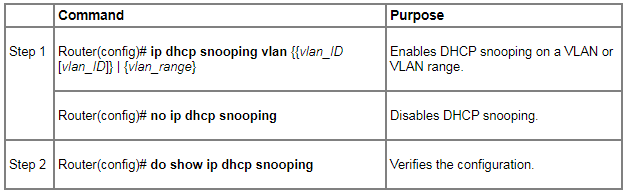 Command Purpose
Step 1 Router(config)# ip dhcp snooping vlan {{vlan_ID Enables DHCP snooping on a VLAN or
[vlan_ID]} | {vlan_range} VLAN range.
Router(config)# no ip dhcp snooping Disables DHCP snooping.
Step 2 Router(config)# do show ip dhcp snooping Verifies the configuration.